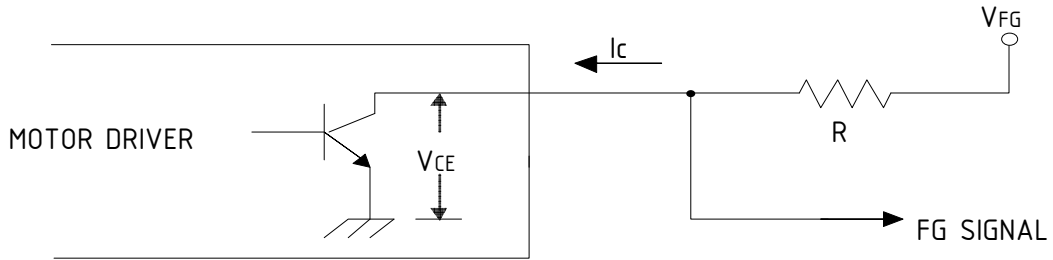 VFG
Ic
R
MOTOR DRIVER
VCE
FG SIGNAL